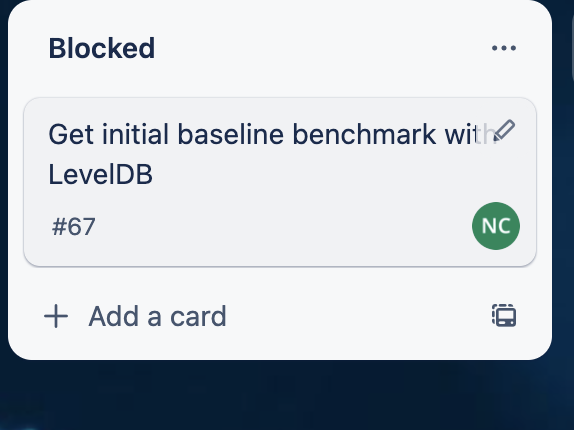 Blocked
Get initial baseline benchmark with
LevelDB
#67
NC
Add a card